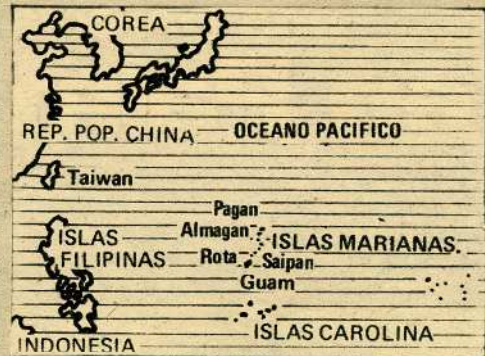 COREA
REP. POP. CHINA
OCEANO PACIFICO
Taiwan
Pagan
Almagan
ISLAS MARIANAS.
ISLAS
FILIPINAS
Rota
Saipan
Guam
ISLAS CAROLINA
INDONESIA